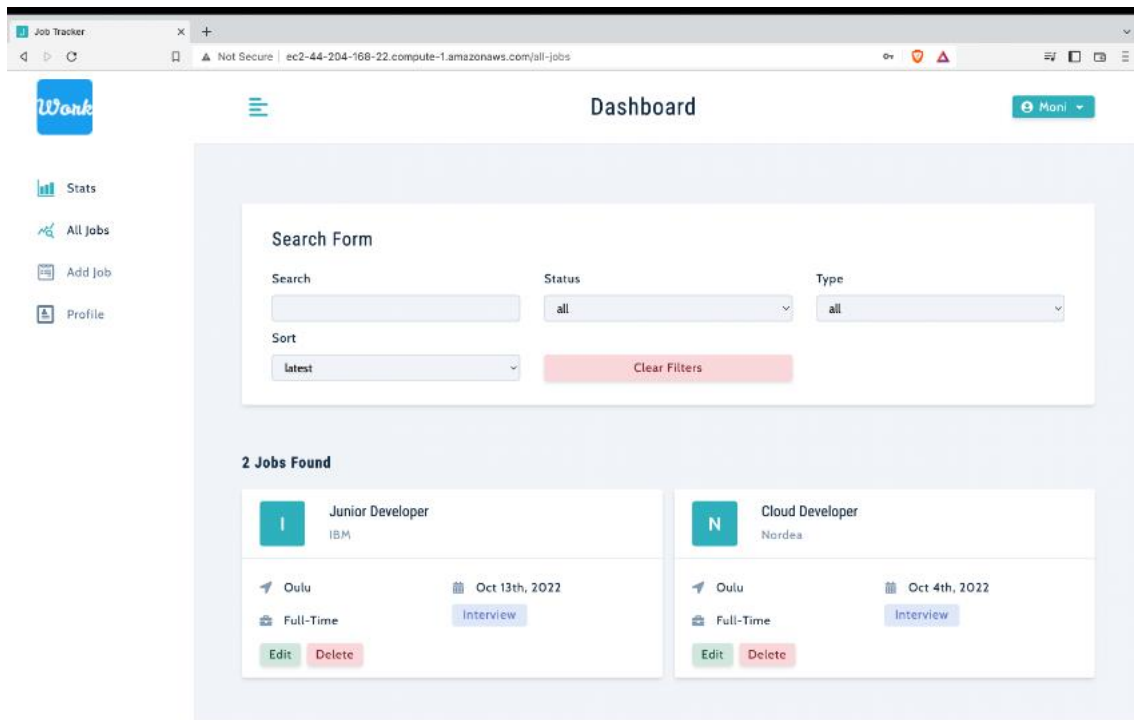 J Job Tracker
Not Secure ec2-44-204-168-22.compute-1.amazonaws.com/all-jobs
Work
Dashboard
Moni
Stats
All Jobs
Add Job
Profile
Search Form
Search Status Type
all all
Sort
latest Clear Filters
2 Jobs Found
I Junior Developer
IBM
Oulu Oct 13th, 2022
Full-Time Interview
Edit Delete
N Cloud Developer
Nordea
Oulu Oct 4th, 2022
Full-Time Interview
Edit Delete